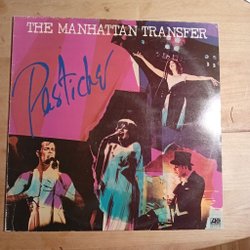 THE MANHATTAN TRANSFER
Pastiche